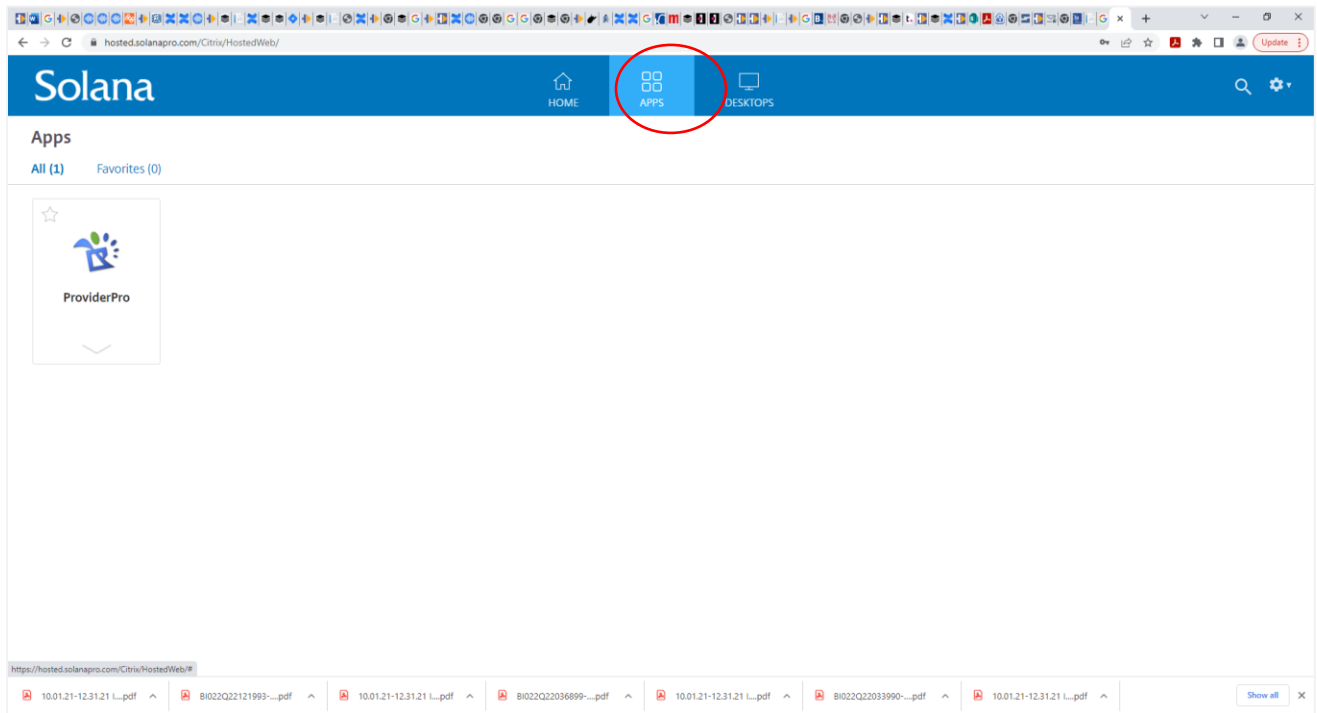 hosted.solanapro.com/Citrix/HostedWeb/
Update
Solana
HOME
APPS
DESKTOPS
Apps
All (1)
Favorites (0)
ProviderPro
https://hosted.solanapro.com/Citrix/HostedWeb/#
10.01.21-12.31.21 I....pdf
BI022Q22121993-....pdf
10.01.21-12.31.21 I....pdf
BI022Q22036899-....pdf
10.01.21-12.31.21 I....pdf
BI022Q22033990-....pdf
10.01.21-12.31.21 I....pdf
Show all